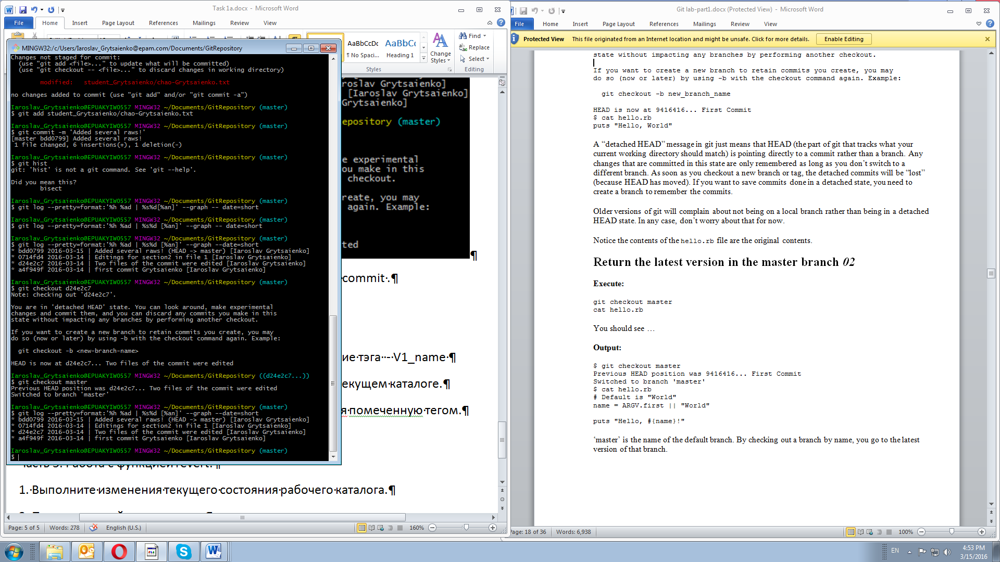 Task 1a.docx - Microsoft Word
File Home Insert Page Layout References Mailings Review View
AaBbCcDc AaBbC
¶ No Spaci... Heading 1
Change Styles
Styles
Find
Replace
Select
Editing
MINGW32:/c/Users/Iaroslav_Grytsaienko@epam.com/Documents/GitRepository
Changes not staged for commit:
(use "git add <file>..." to update what will be committed)
(use "git checkout -- <file>..." to discard changes in working directory)
modified: student_Grytsaienko/chao-Grytsaienko.txt
no changes added to commit (use "git add" and/or "git commit -a")
Iaroslav_Grytsaienko@EPUAKYIW0557 MINGW32 ~/Documents/GitRepository (master)
$ git add student_Grytsaienko/chao-Grytsaienko.txt
Iaroslav_Grytsaienko@EPUAKYIW0557 MINGW32 ~/Documents/GitRepository (master)
$ git commit -m 'Added several raws!'
[master bdd0799] Added several raws!
1 file changed, 6 insertions(+), 1 deletion(-)
Iaroslav_Grytsaienko@EPUAKYIW0557 MINGW32 ~/Documents/GitRepository (master)
$ git hist
git: 'hist' is not a git command. See 'git --help'.
Did you mean this?
bisect
Iaroslav_Grytsaienko@EPUAKYIW0557 MINGW32 ~/Documents/GitRepository (master)
$ git log --pretty=format:'%h %ad | %s%d[%an]' --graph -- date=short
Iaroslav_Grytsaienko@EPUAKYIW0557 MINGW32 ~/Documents/GitRepository (master)
$ git log --pretty=format:'%h %ad | %s%d [%an]' --graph -- date=short
Iaroslav_Grytsaienko@EPUAKYIW0557 MINGW32 ~/Documents/GitRepository (master)
$ git log --pretty=format:'%h %ad | %s%d [%an]' --graph --date=short
* bdd0799 2016-03-15 | Added several raws! (HEAD -> master) [Iaroslav Grytsaienko]
* 0714fd4 2016-03-14 | Editings for section2 in file 1 [Iaroslav Grytsaienko]
* d24e2c7 2016-03-14 | Two files of the commit were edited [Iaroslav Grytsaienko]
* a4f949f 2016-03-14 | first commit Grytsaienko [Iaroslav Grytsaienko]
Iaroslav_Grytsaienko@EPUAKYIW0557 MINGW32 ~/Documents/GitRepository (master)
$ git checkout d24e2c7
Note: checking out 'd24e2c7'.
You are in 'detached HEAD' state. You can look around, make experimental
changes and commit them, and you can discard any commits you make in this
state without impacting any branches by performing another checkout.
If you want to create a new branch to retain commits you create, you may
do so (now or later) by using -b with the checkout command again. Example:
git checkout -b <new-branch-name>
HEAD is now at d24e2c7... Two files of the commit were edited
Iaroslav_Grytsaienko@EPUAKYIW0557 MINGW32 ~/Documents/GitRepository ((d24e2c7...))
$ git checkout master
Previous HEAD position was d24e2c7... Two files of the commit were edited
Switched to branch 'master'
Iaroslav_Grytsaienko@EPUAKYIW0557 MINGW32 ~/Documents/GitRepository (master)
$ git log --pretty=format:'%h %ad | %s%d [%an]' --graph --date=short
* bdd0799 2016-03-15 | Added several raws! (HEAD -> master) [Iaroslav Grytsaienko]
* 0714fd4 2016-03-14 | Editings for section2 in file 1 [Iaroslav Grytsaienko]
* d24e2c7 2016-03-14 | Two files of the commit were edited [Iaroslav Grytsaienko]
* a4f949f 2016-03-14 | first commit Grytsaienko [Iaroslav Grytsaienko]
Iaroslav_Grytsaienko@EPUAKYIW0557 MINGW32 ~/Documents/GitRepository (master)
$
roslav Grytsaienko]
[Iaroslav Grytsaienko]
Grytsaienko]
epository (master)
e experimental
ou make in this
checkout.
reate, you may
again. Example:
ted
¶
commit·.¶
ие·тэга··-·V1_name·¶
екущем·каталоге.¶
я·помеченную·тегом.¶
1.·Выполните·изменения·текущего·состояния·рабочего·каталога.¶
Page: 5 of 5 Words: 278 English (U.S.) 160%
Git lab-part1.docx (Protected View) - Microsoft Word
File Home Insert Page Layout References Mailings Review View
Protected View This file originated from an Internet location and might be unsafe. Click for more details. Enable Editing
state without impacting any branches by performing another checkout.
If you want to create a new branch to retain commits you create, you may
do so (now or later) by using -b with the checkout command again. Example:
git checkout -b new_branch_name
HEAD is now at 9416416... First Commit
$ cat hello.rb
puts "Hello, World"
A “detached HEAD” message in git just means that HEAD (the part of git that tracks what your
current working directory should match) is pointing directly to a commit rather than a branch. Any
changes that are committed in this state are only remembered as long as you don’t switch to a
different branch. As soon as you checkout a new branch or tag, the detached commits will be “lost”
(because HEAD has moved). If you want to save commits done in a detached state, you need to
create a branch to remember the commits.
Older versions of git will complain about not being on a local branch rather than being in a detached
HEAD state. In any case, don’t worry about that for now.
Notice the contents of the hello.rb file are the original contents.
Return the latest version in the master branch 02
Execute:
git checkout master
cat hello.rb
You should see …
Output:
$ git checkout master
Previous HEAD position was 9416416... First Commit
Switched to branch 'master'
$ cat hello.rb
# Default is "World"
name = ARGV.first || "World"
puts "Hello, #{name}!"
‘master’ is the name of the default branch. By checking out a branch by name, you go to the latest
version of that branch.
Page: 18 of 36 Words: 6,938 100%
EN 4:53 PM
3/15/2016